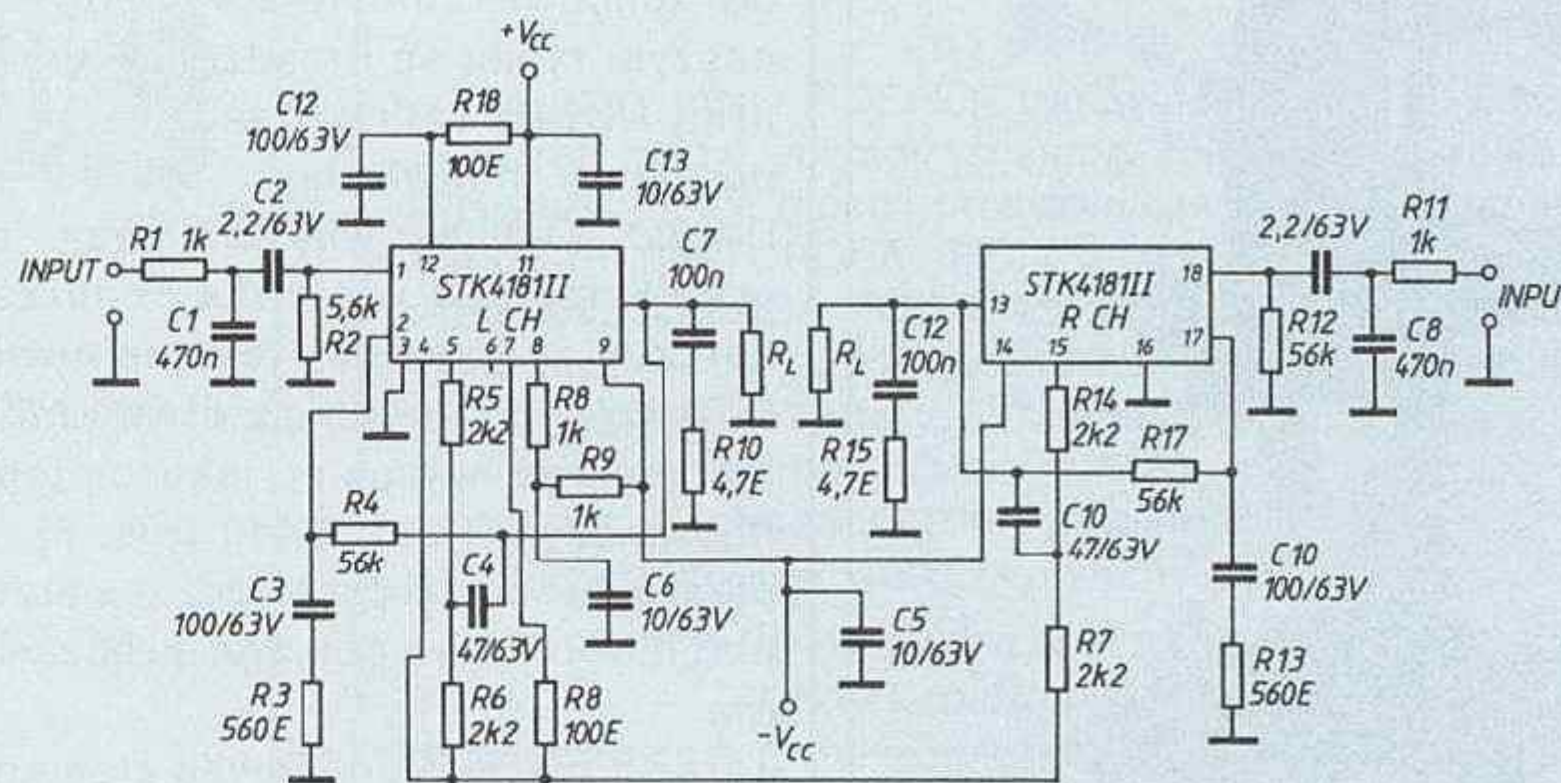 +VCC
C12
100/63V
R18
100E
C13
10/63V
C2
2,2/63V
R1 1k
INPUT
C1
470n
5,6k
R2
1
2
3
4
5
6
7
8
9
12
11
STK4181II
L CH
C7
100n
RL
R10
4,7E
R5
2k2
R8
1k
R9
1k
R4
56k
C3
100/63V
R3
560E
C4
47/63V
R6
2k2
R8
100E
C6
10/63V
C5
10/63V
-VCC
RL
C12
100n
R15
4,7E
13
14
15
16
17
18
STK4181II
R CH
2,2/63V
R11
1k
INPU
R12
56k
C8
470n
R14
2k2
R17
56k
C10
47/63V
C10
100/63V
R7
2k2
R13
560E